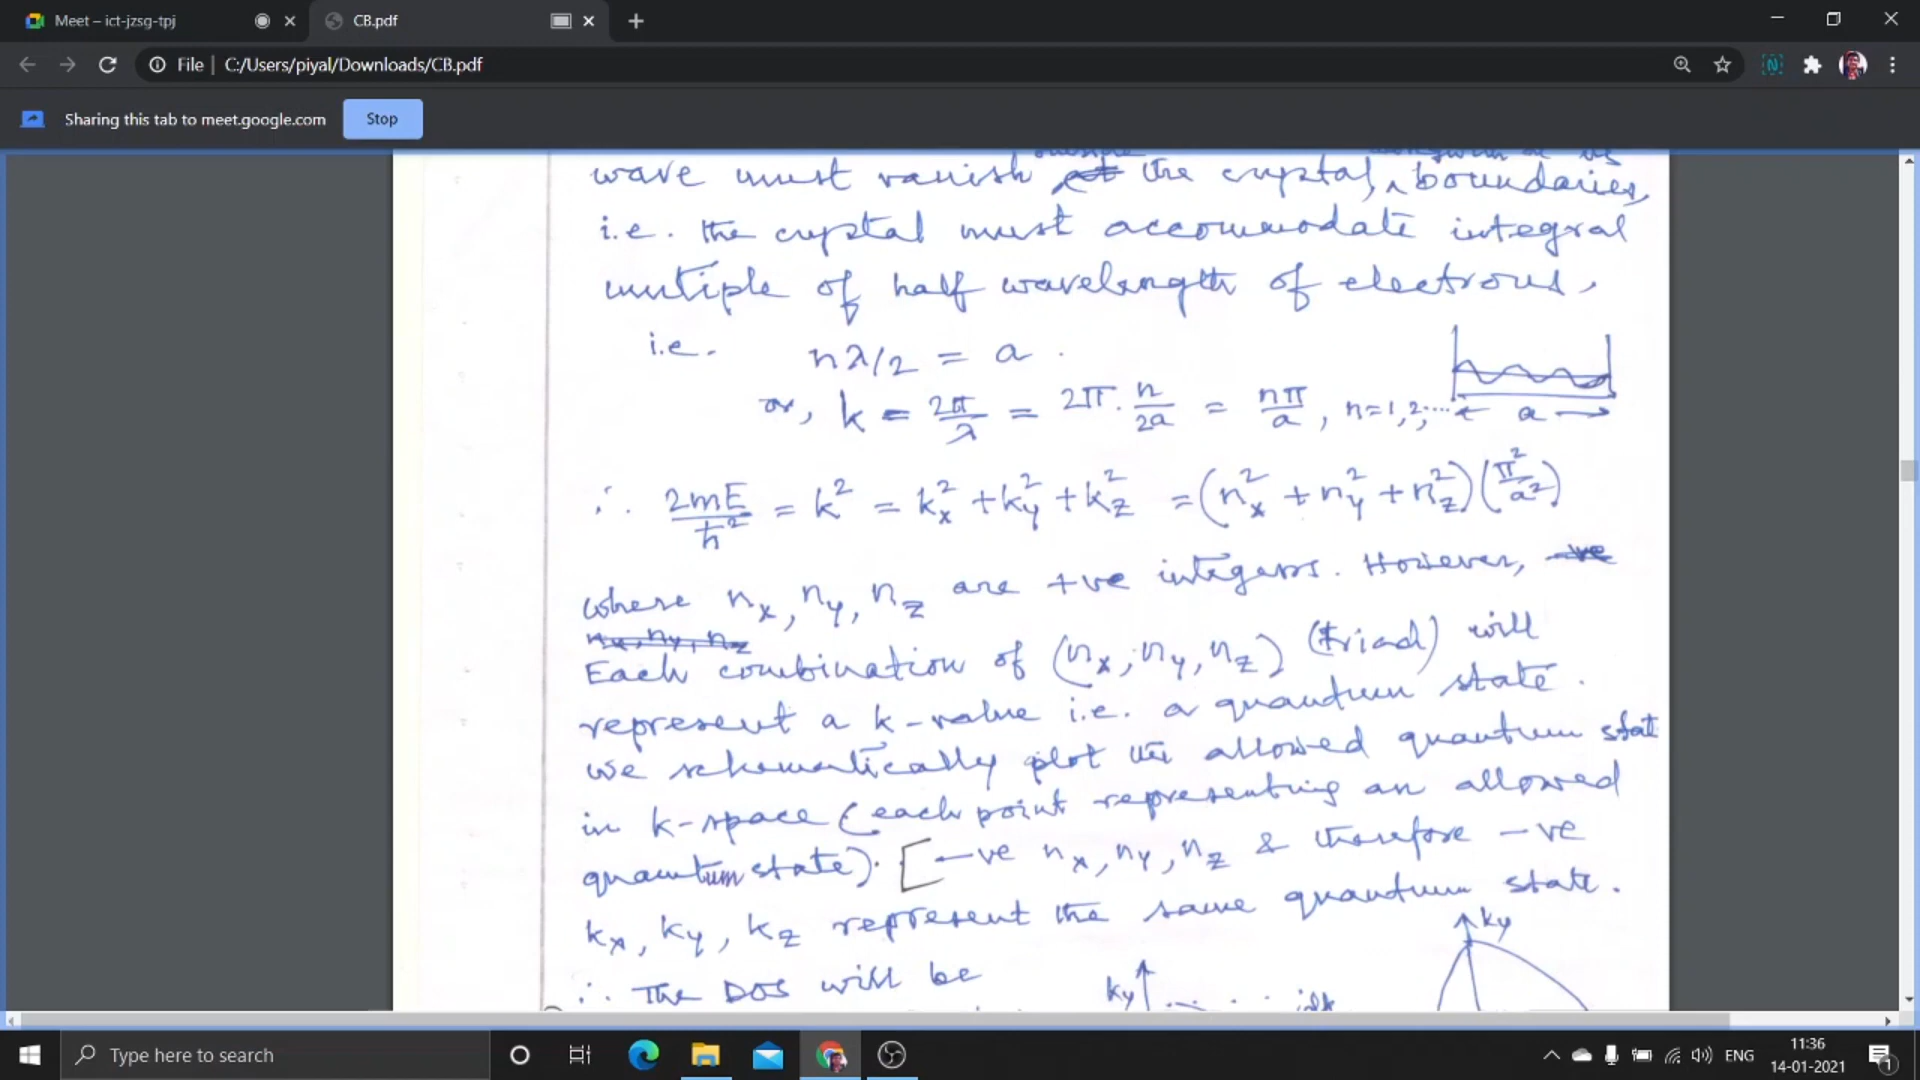 Meet – ict-jzsg-tpj
CB.pdf
File | C:/Users/piyal/Downloads/CB.pdf
Sharing this tab to meet.google.com
Stop
outside
wave must vanish at the crystal, boundaries,
i.e. the crystal must accommodate integral
multiple of half wavelength of electrons,
i.e. nλ/2 = a .
or, k = 2π/λ = 2π · n/2a = nπ/a, n=1,2,.... a
∴ 2mE/ħ² = k² = kx² + ky² + kz² = (nx² + ny² + nz²)(π²/a²)
where nx, ny, nz are +ve integers. However, -ve
nx, ny, nz
Each combination of (nx, ny, nz) (triad) will
represent a k-value i.e. a quantum state.
We schematically plot the allowed quantum stat
in k-space (each point representing an allowed
quantum state). [-ve nx, ny, nz & therefore -ve
kx, ky, kz represent the same quantum state.
ky
∴ The DOS will be
ky
Type here to search
ENG
11:36
14-01-2021
1